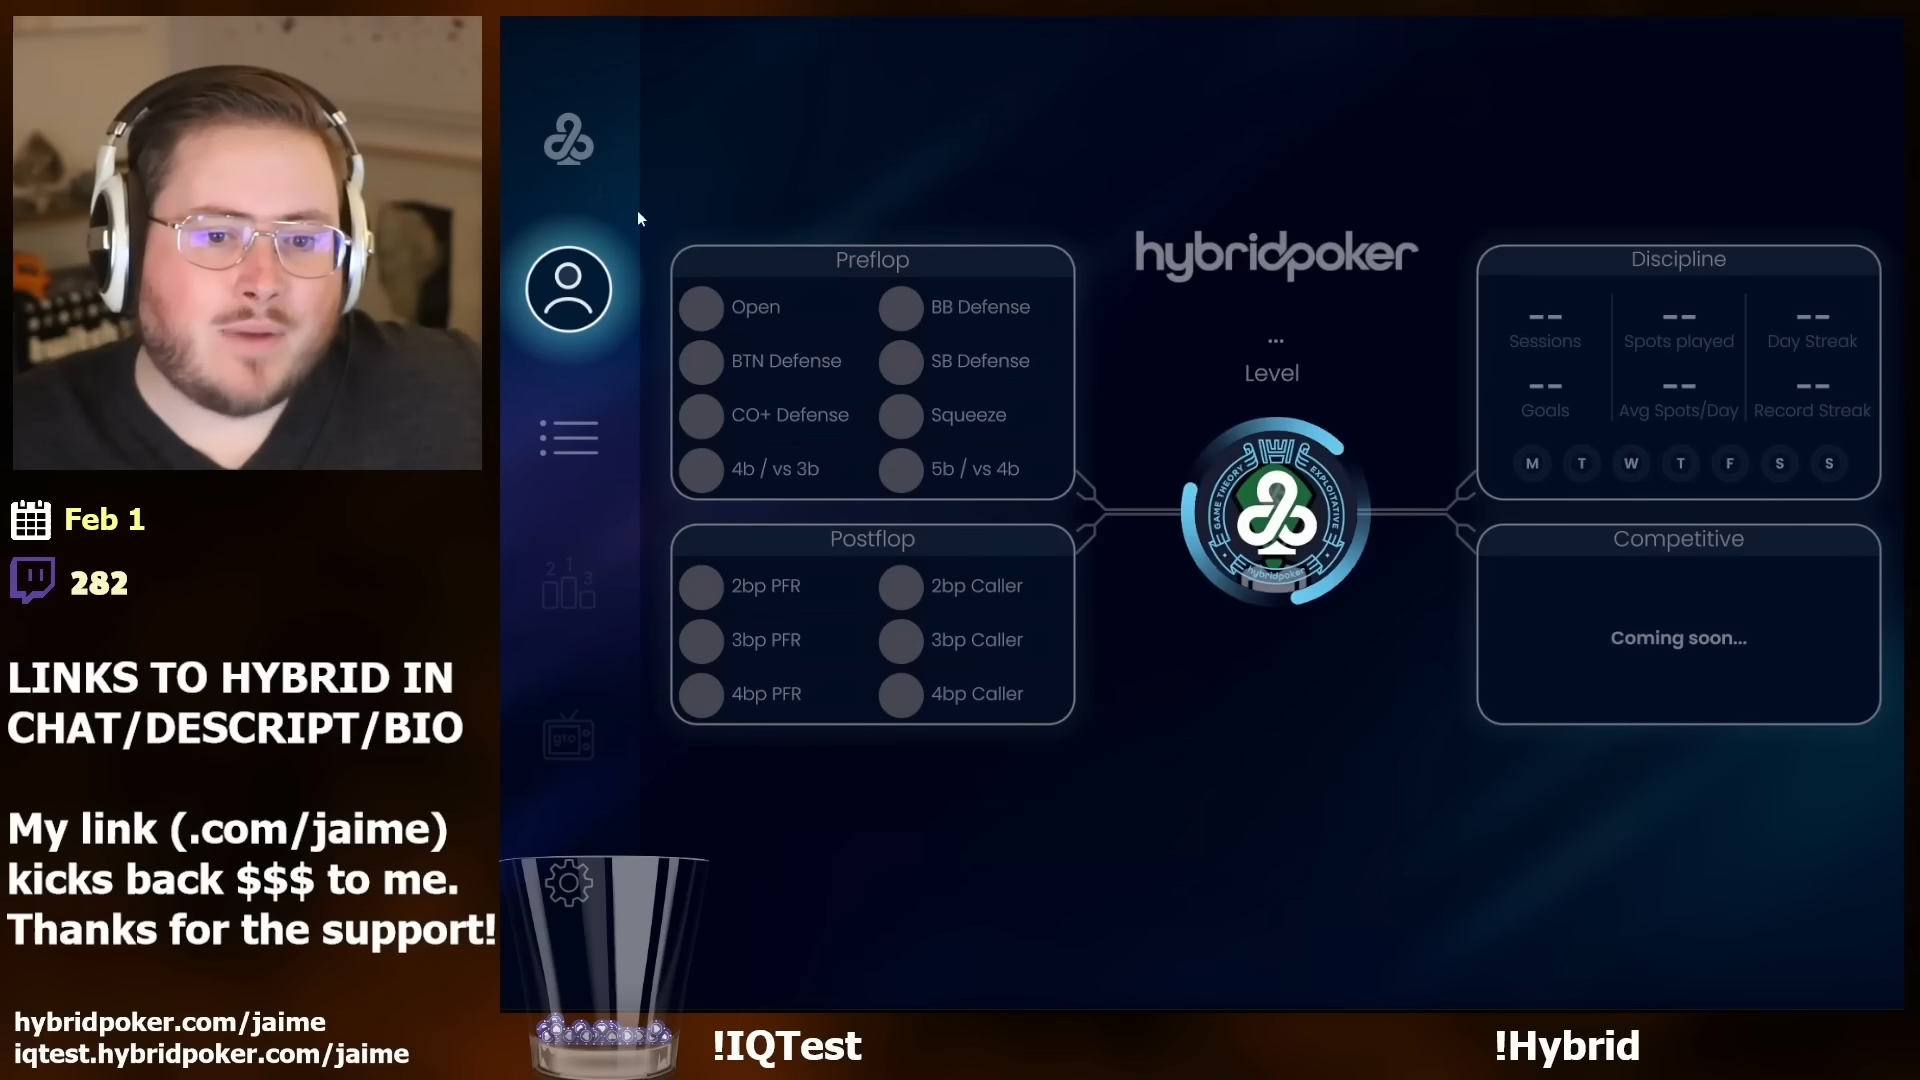 Feb 1
282
LINKS TO HYBRID IN
CHAT/DESCRIPT/BIO
My link (.com/jaime)
kicks back $$$ to me.
Thanks for the support!
hybridpoker.com/jaime
iqtest.hybridpoker.com/jaime
2 1 3
gto
Preflop
Open
BB Defense
BTN Defense
SB Defense
CO+ Defense
Squeeze
4b / vs 3b
5b / vs 4b
Postflop
2bp PFR
2bp Caller
3bp PFR
3bp Caller
4bp PFR
4bp Caller
hybridpoker
...
Level
GAME THEORY
EXPLOITATIVE
hybridpoker
Discipline
-- -- --
Sessions Spots played Day Streak
-- -- --
Goals Avg Spots/Day Record Streak
M T W T F S S
Competitive
Coming soon...
!IQTest
!Hybrid